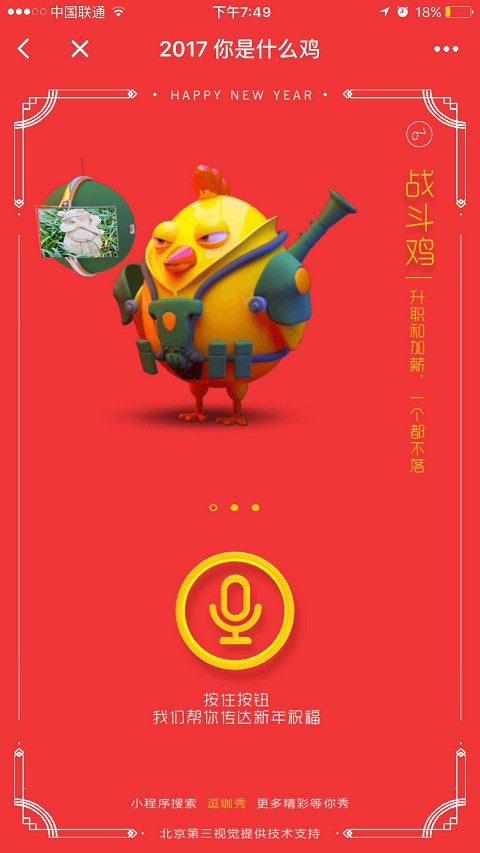 中国联通
下午7:49
18%
2017 你是什么鸡
HAPPY NEW YEAR
6
战斗鸡
升职和加薪，一个都不落
按住按钮
我们帮你传达新年祝福
小程序搜索 逗咖秀 更多精彩等你秀
北京第三视觉提供技术支持